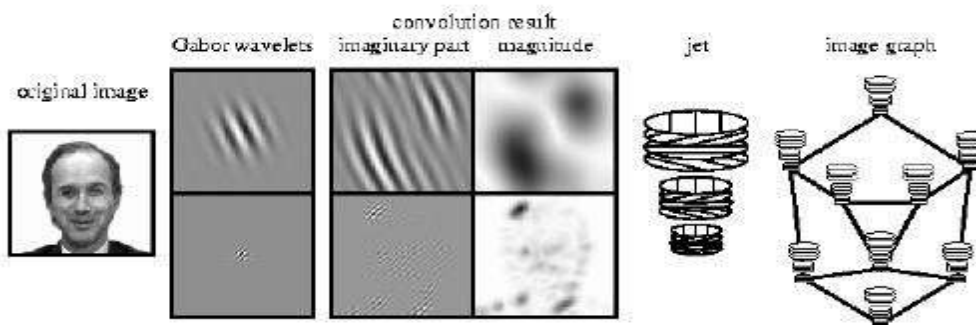 convolution result
Gabor wavelets imaginary part magnitude jet image graph
original image